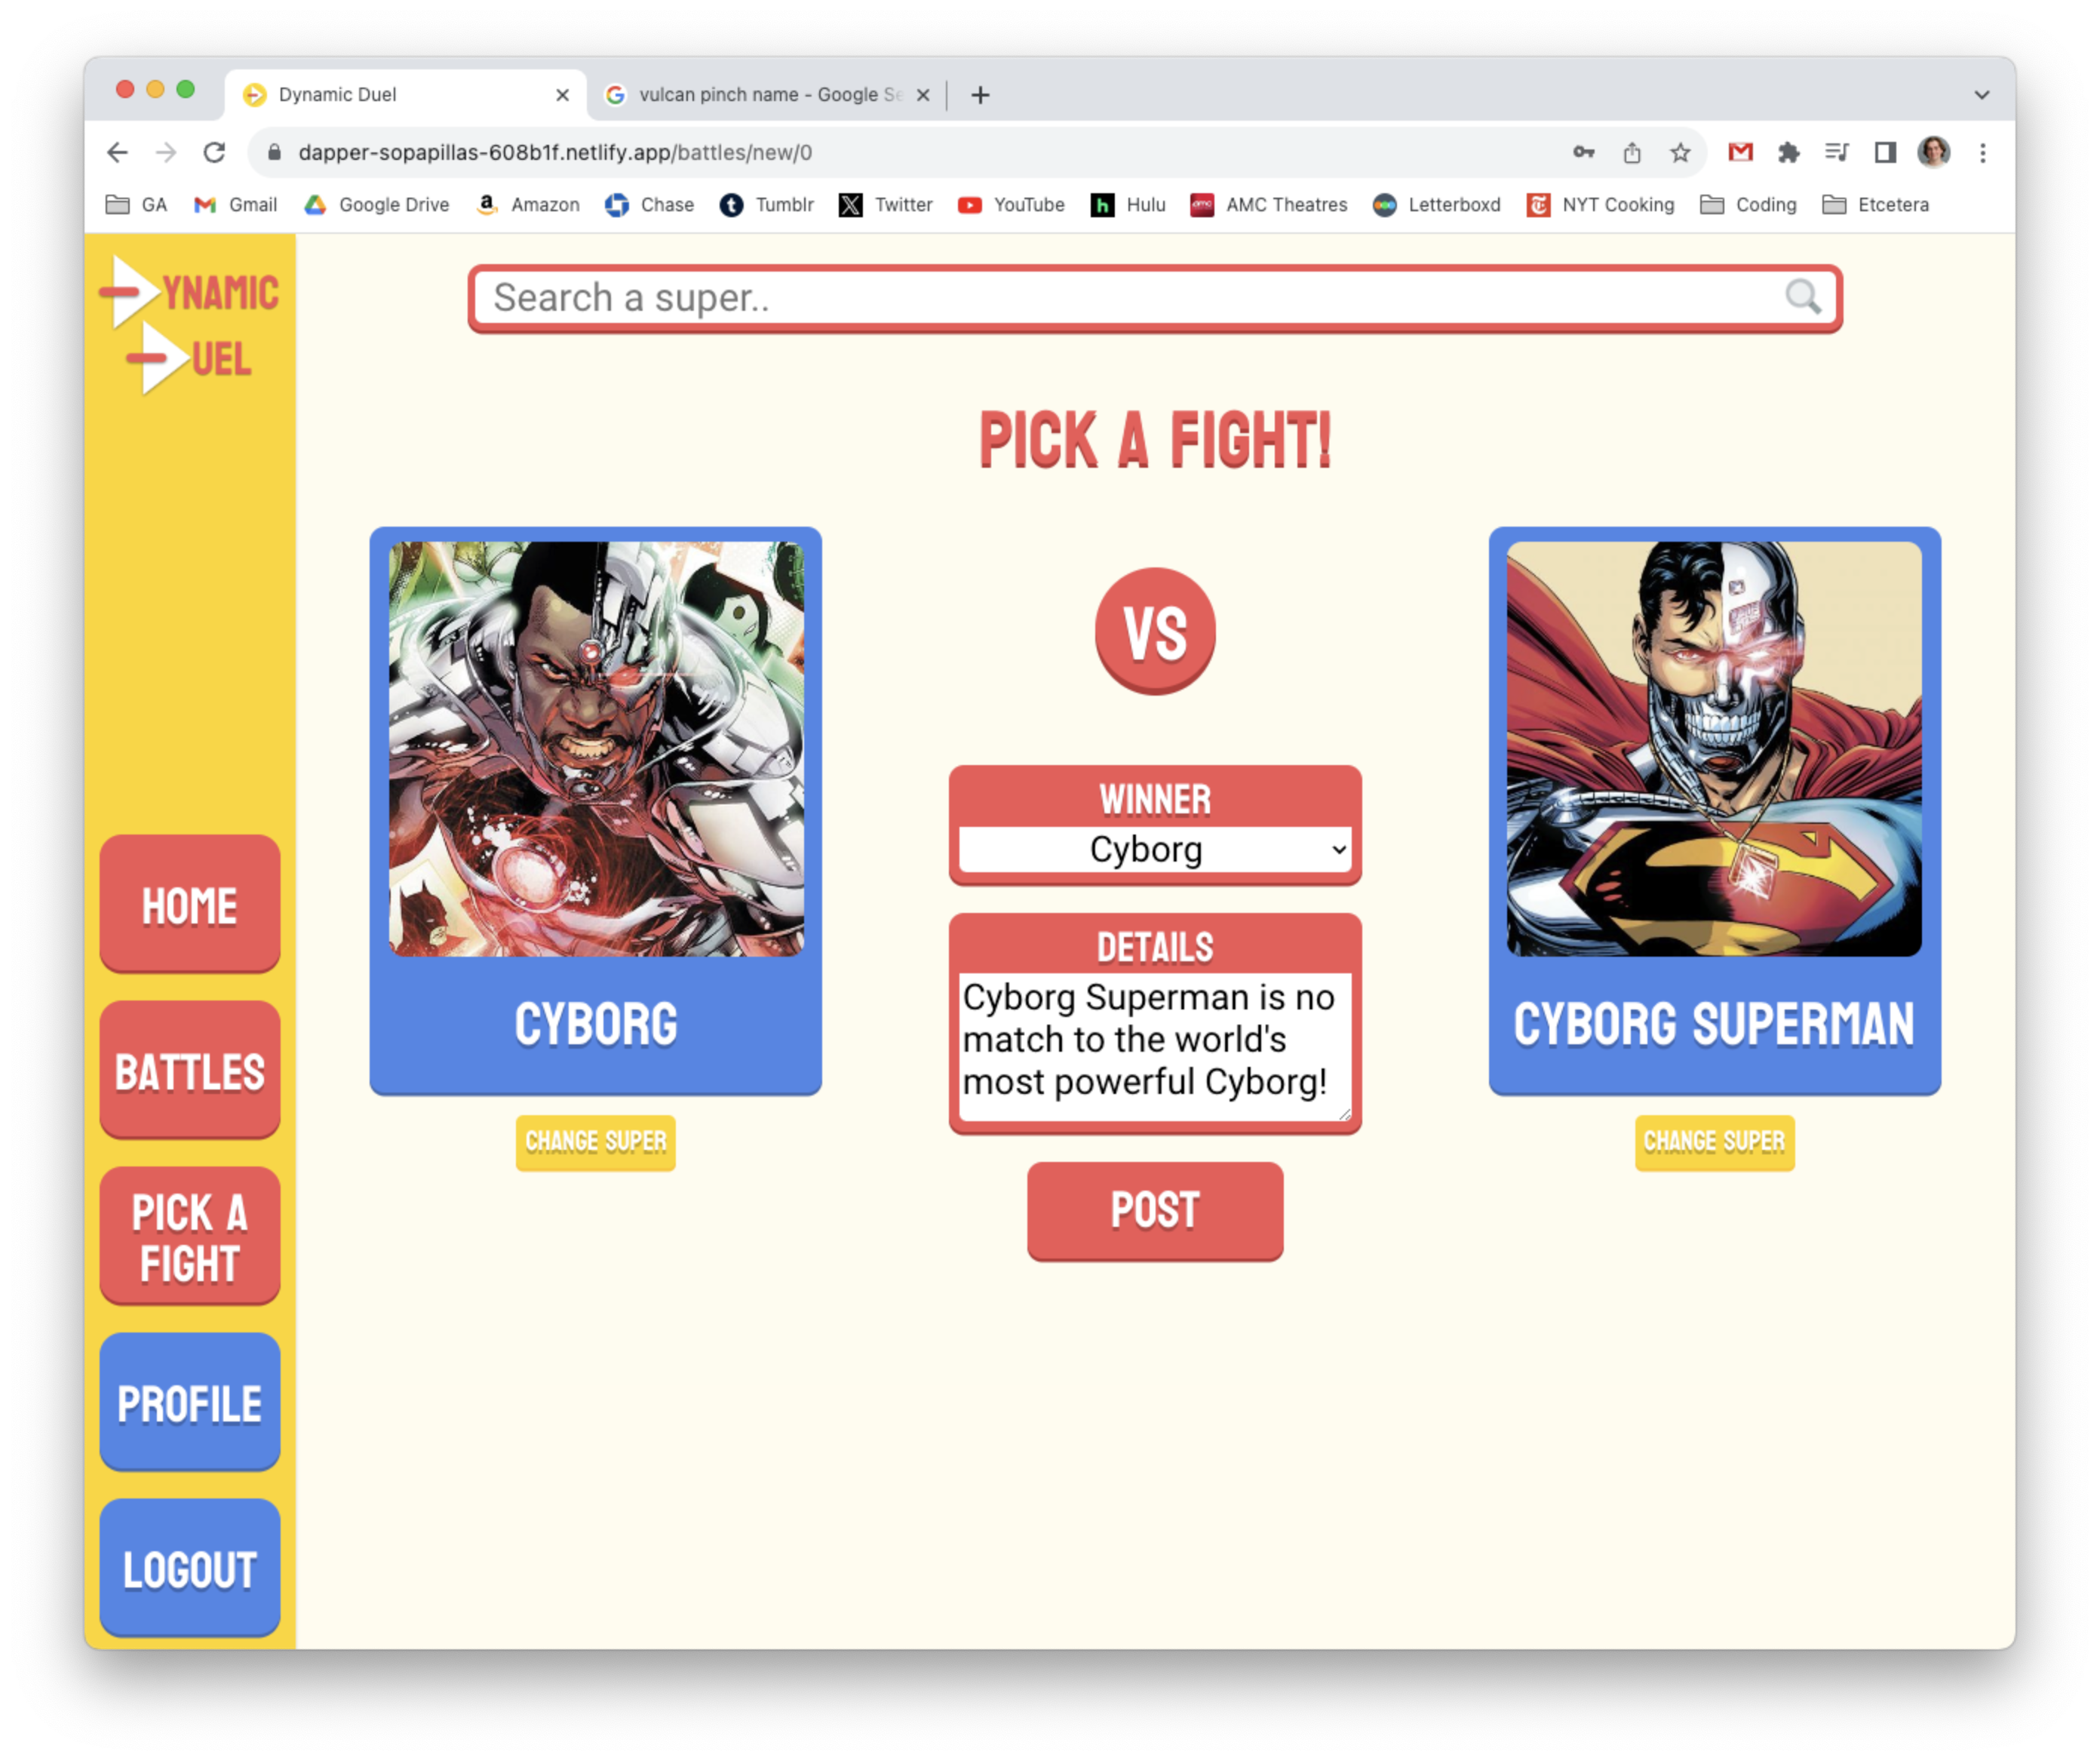 Dynamic Duel
vulcan pinch name - Google Se
dapper-sopapillas-608b1f.netlify.app/battles/new/0
GA Gmail Google Drive Amazon Chase Tumblr Twitter YouTube Hulu AMC Theatres Letterboxd NYT Cooking Coding Etcetera
YNAMIC
UEL
Search a super..
PICK A FIGHT!
VS
WINNER
Cyborg
DETAILS
Cyborg Superman is no
match to the world's
most powerful Cyborg!
POST
CYBORG
CHANGE SUPER
CYBORG SUPERMAN
CHANGE SUPER
HOME
BATTLES
PICK A
FIGHT
PROFILE
LOGOUT